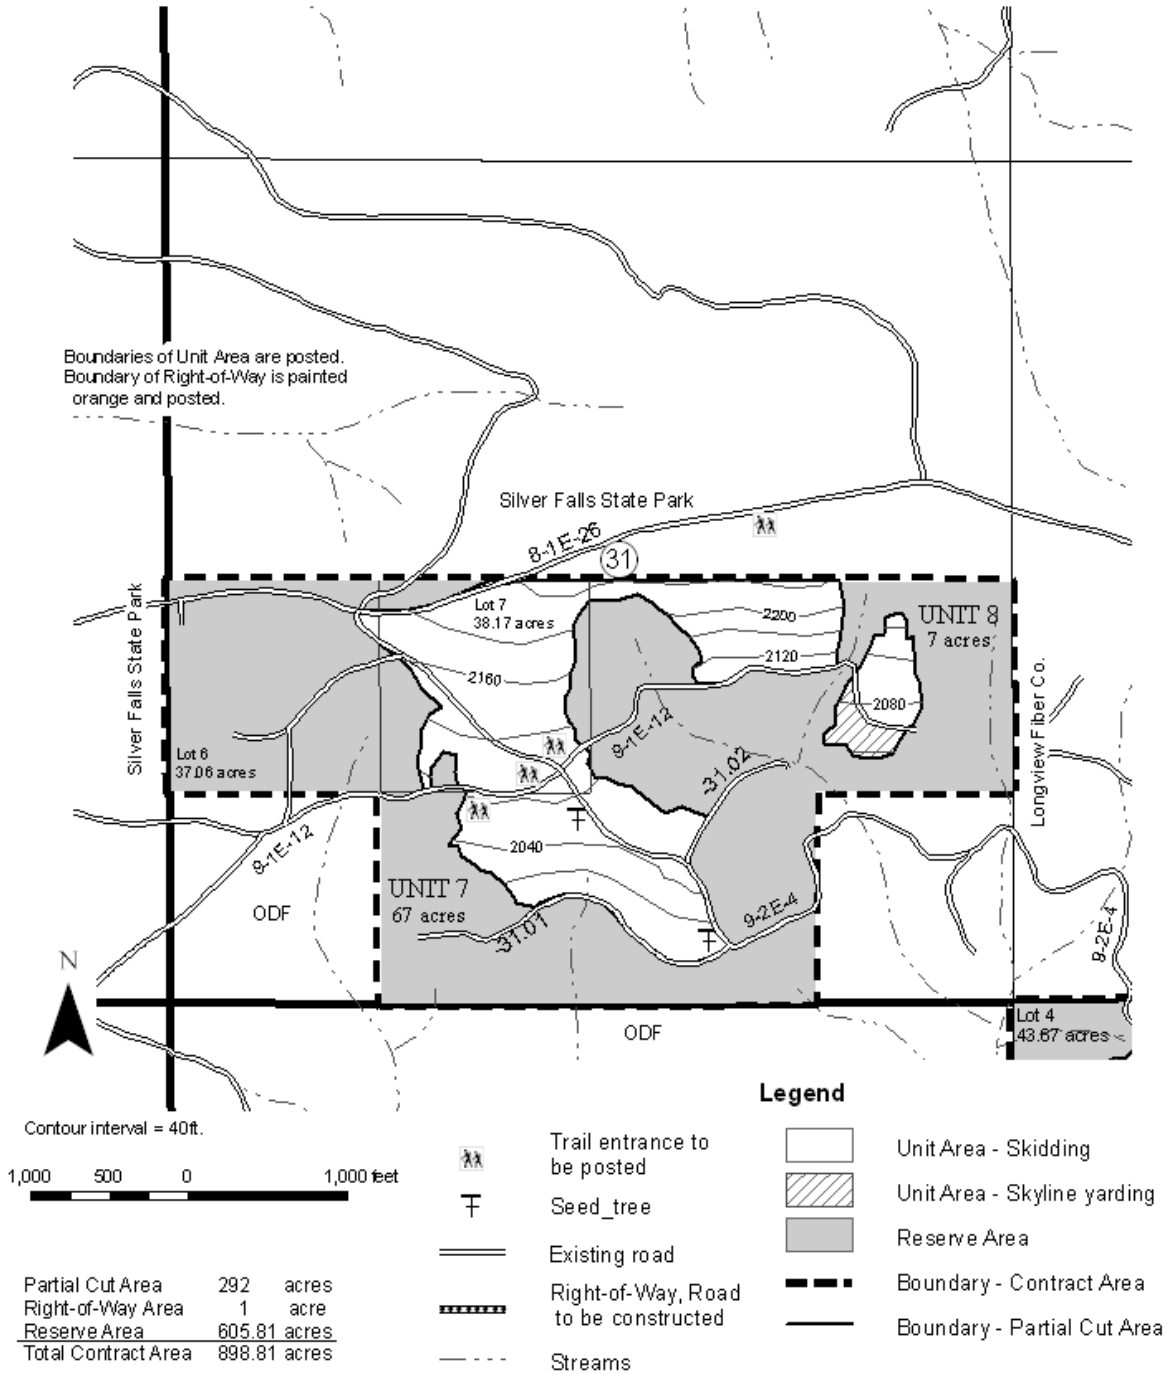 Boundaries of Unit Area are posted.
Boundary of Right-of-Way is painted
orange and posted.
Silver Falls State Park
8-1E-26
31
Silver Falls State Park
Lot 7
38.17 acres
2200
2120
2160
UNIT 8
7 acres
2080
Longview Fiber Co.
Lot 6
37.06 acres
9-1E-12
-31.02
9-1E-12
2040
UNIT 7
67 acres
-31.01
9-2E-4
9-2E-4
ODF
N
ODF
Lot 4
43.67 acres
Contour interval = 40ft.
1,000 500 0 1,000 feet
Partial Cut Area 292 acres
Right-of-Way Area 1 acre
Reserve Area 605.81 acres
Total Contract Area 898.81 acres
Legend
Trail entrance to
be posted
Seed_tree
Existing road
Right-of-Way, Road
to be constructed
Streams
Unit Area - Skidding
Unit Area - Skyline yarding
Reserve Area
Boundary - Contract Area
Boundary - Partial Cut Area